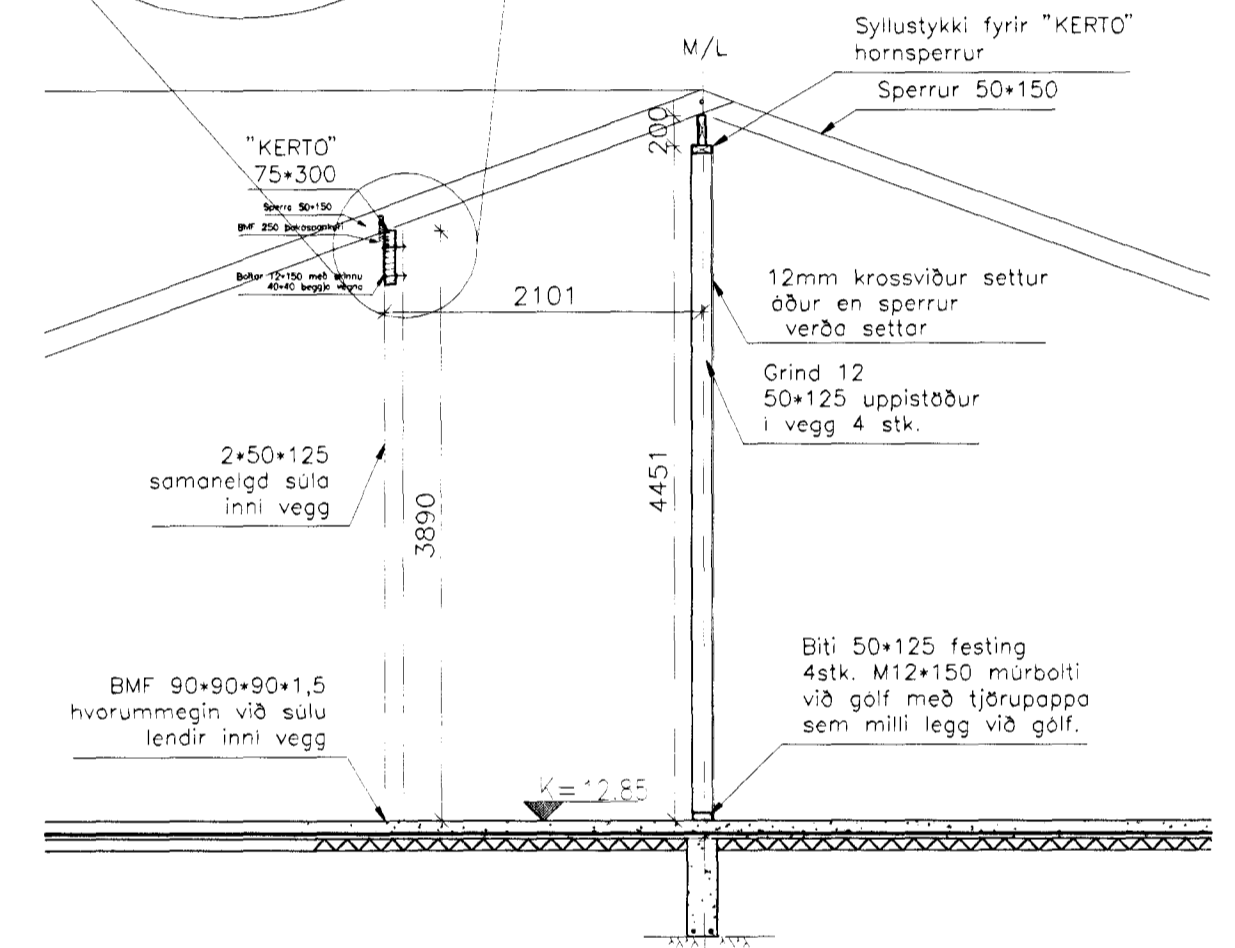 Syllustykki fyrir "KERTO"
hornsperrur
M/L
Sperrur 50*150
200
"KERTO"
75*300
Sperra 50*150
BMF 250 þakásankeri
Boltar 12*150 með skinnu
40*40 beggja vegna
2101
12mm krossviður settur
áður en sperrur
verða settar
Grind 12
50*125 uppistöður
í vegg 4 stk.
2*50*125
samanelgd súla
inni vegg
3890
4451
BMF 90*90*90*1,5
hvorummegin við súlu
lendir inni vegg
Biti 50*125 festing
4stk. M12*150 múrbolti
við gólf með tjörupappa
sem milli legg við gólf.
K=12.85